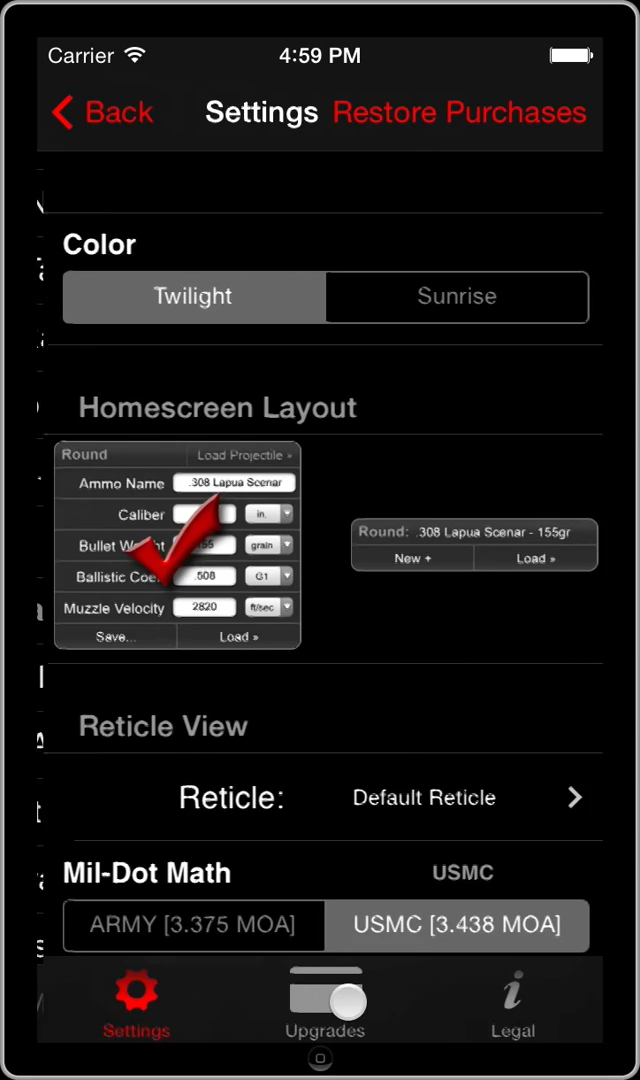 Carrier 4:59 PM
Back Settings Restore Purchases
Color
Twilight Sunrise
Homescreen Layout
Round Load Projectile »
Ammo Name .308 Lapua Scenar
Caliber in.
Bullet grain
Ballistic .508 G1
Muzzle Velocity 2820 ft/sec
Save... Load »
Round: .308 Lapua Scenar - 155gr
New + Load »
Reticle View
Reticle: Default Reticle
Mil-Dot Math USMC
ARMY [3.375 MOA] USMC [3.438 MOA]
Settings Upgrades Legal